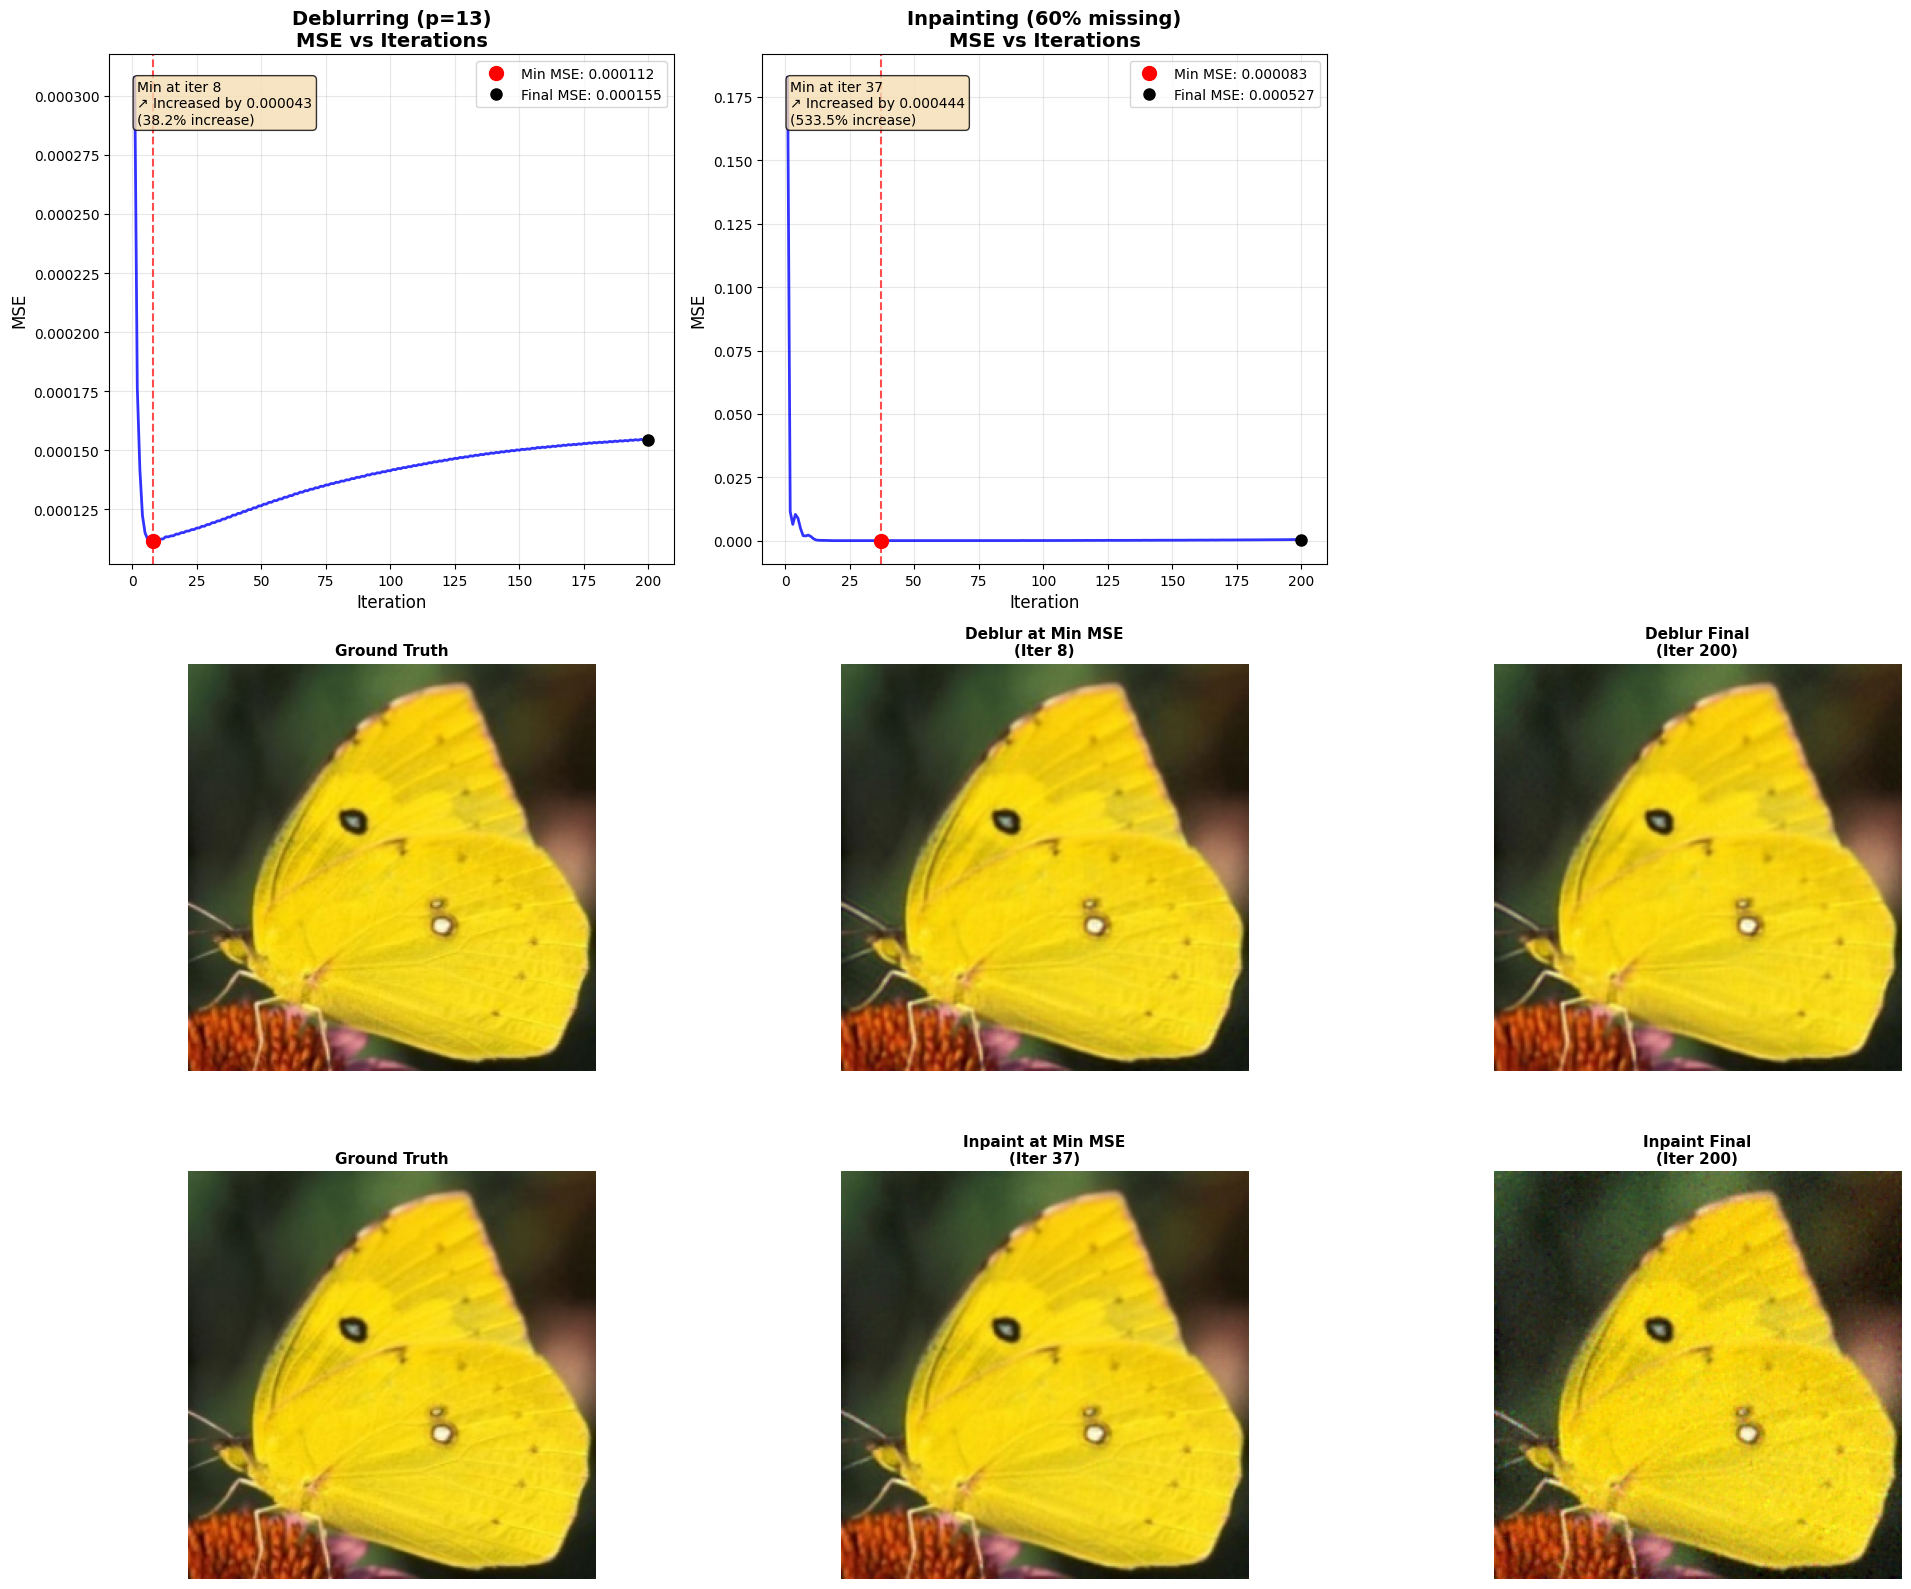 Deblurring (p=13)
MSE vs Iterations
Min at iter 8
↗ Increased by 0.000043
(38.2% increase)
Min MSE: 0.000112
Final MSE: 0.000155
0.000300
0.000275
0.000250
0.000225
0.000200
0.000175
0.000150
0.000125
MSE
0 25 50 75 100 125 150 175 200
Iteration
Inpainting (60% missing)
MSE vs Iterations
Min at iter 37
↗ Increased by 0.000444
(533.5% increase)
Min MSE: 0.000083
Final MSE: 0.000527
0.175
0.150
0.125
0.100
0.075
0.050
0.025
0.000
MSE
0 25 50 75 100 125 150 175 200
Iteration
Ground Truth
Deblur at Min MSE
(Iter 8)
Deblur Final
(Iter 200)
Ground Truth
Inpaint at Min MSE
(Iter 37)
Inpaint Final
(Iter 200)